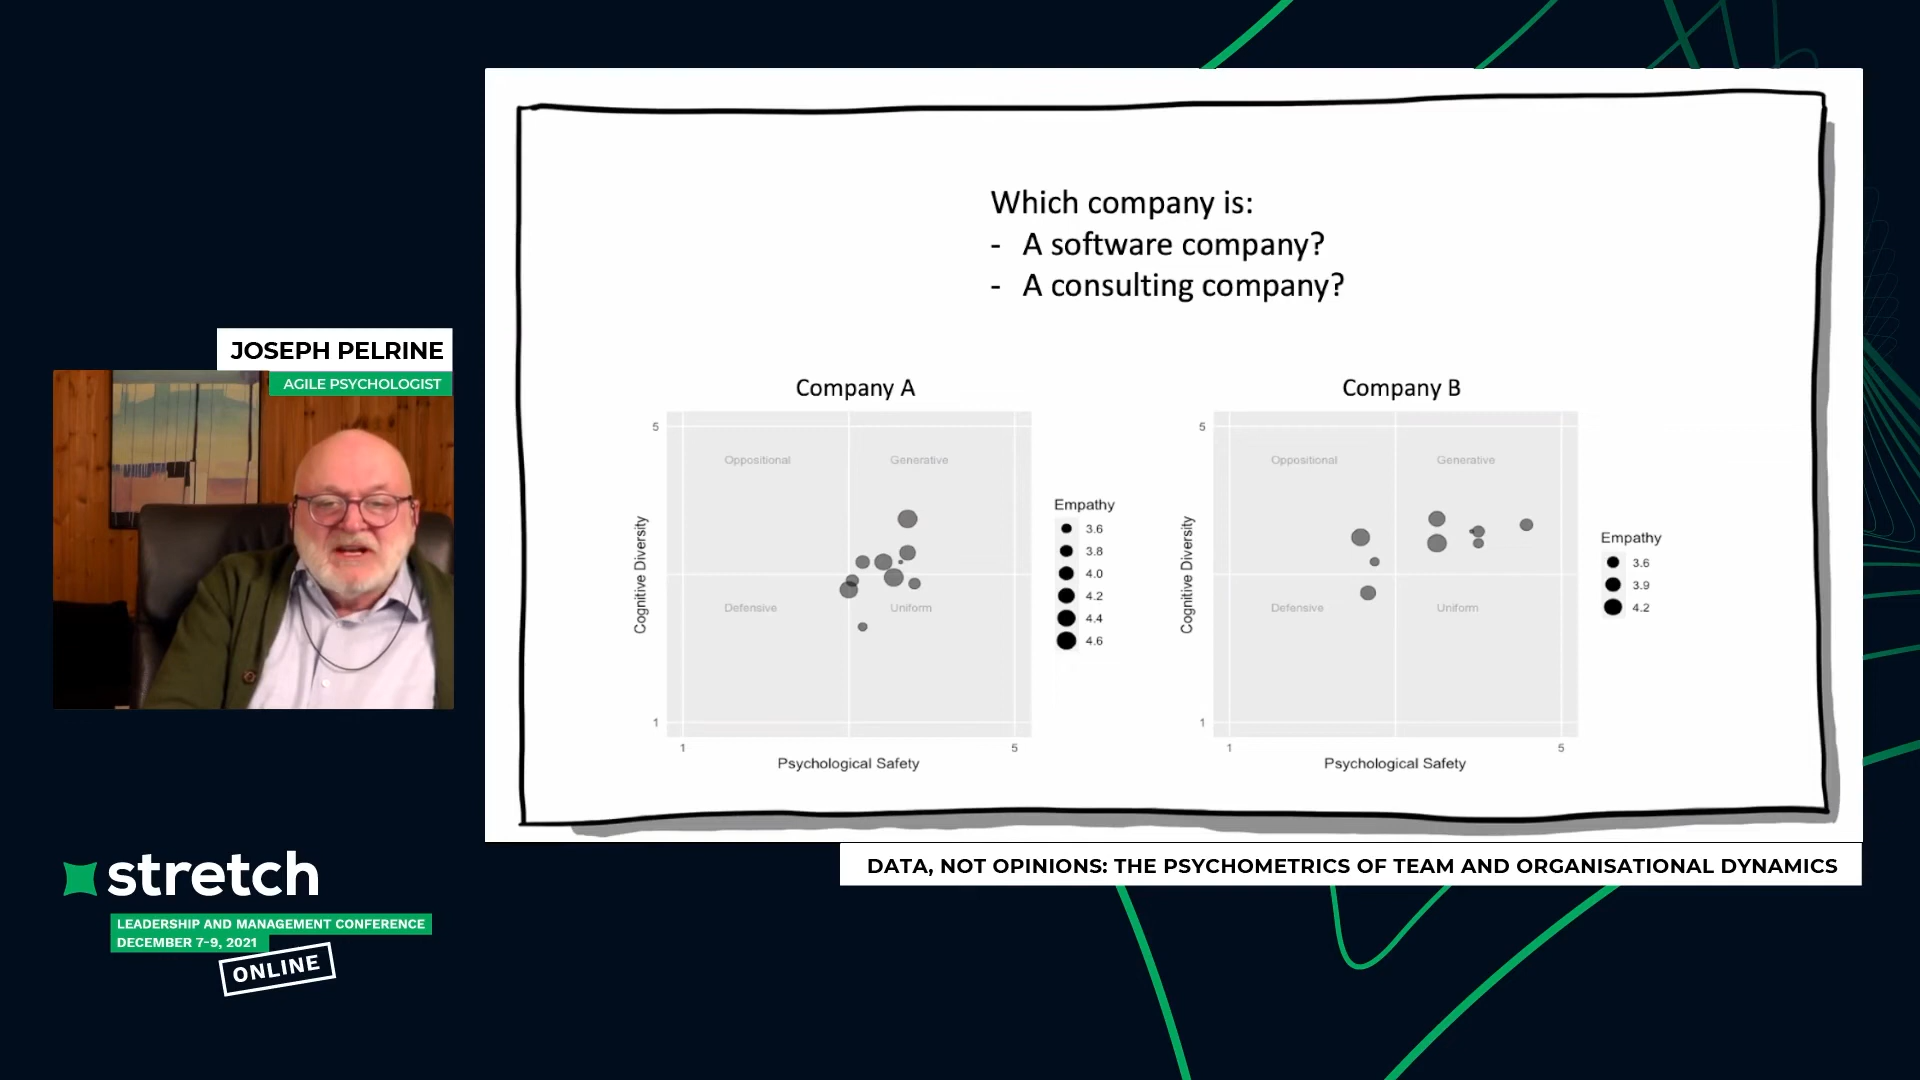 Which company is:
- A software company?
- A consulting company?
JOSEPH PELRINE
AGILE PSYCHOLOGIST
Company A
5
Oppositional
Generative
Cognitive Diversity
Defensive
Uniform
1
1
5
Psychological Safety
Empathy
3.6
3.8
4.0
4.2
4.4
4.6
Company B
5
Oppositional
Generative
Cognitive Diversity
Defensive
Uniform
1
1
5
Psychological Safety
Empathy
3.6
3.9
4.2
DATA, NOT OPINIONS: THE PSYCHOMETRICS OF TEAM AND ORGANISATIONAL DYNAMICS
stretch
LEADERSHIP AND MANAGEMENT CONFERENCE
DECEMBER 7-9, 2021
ONLINE